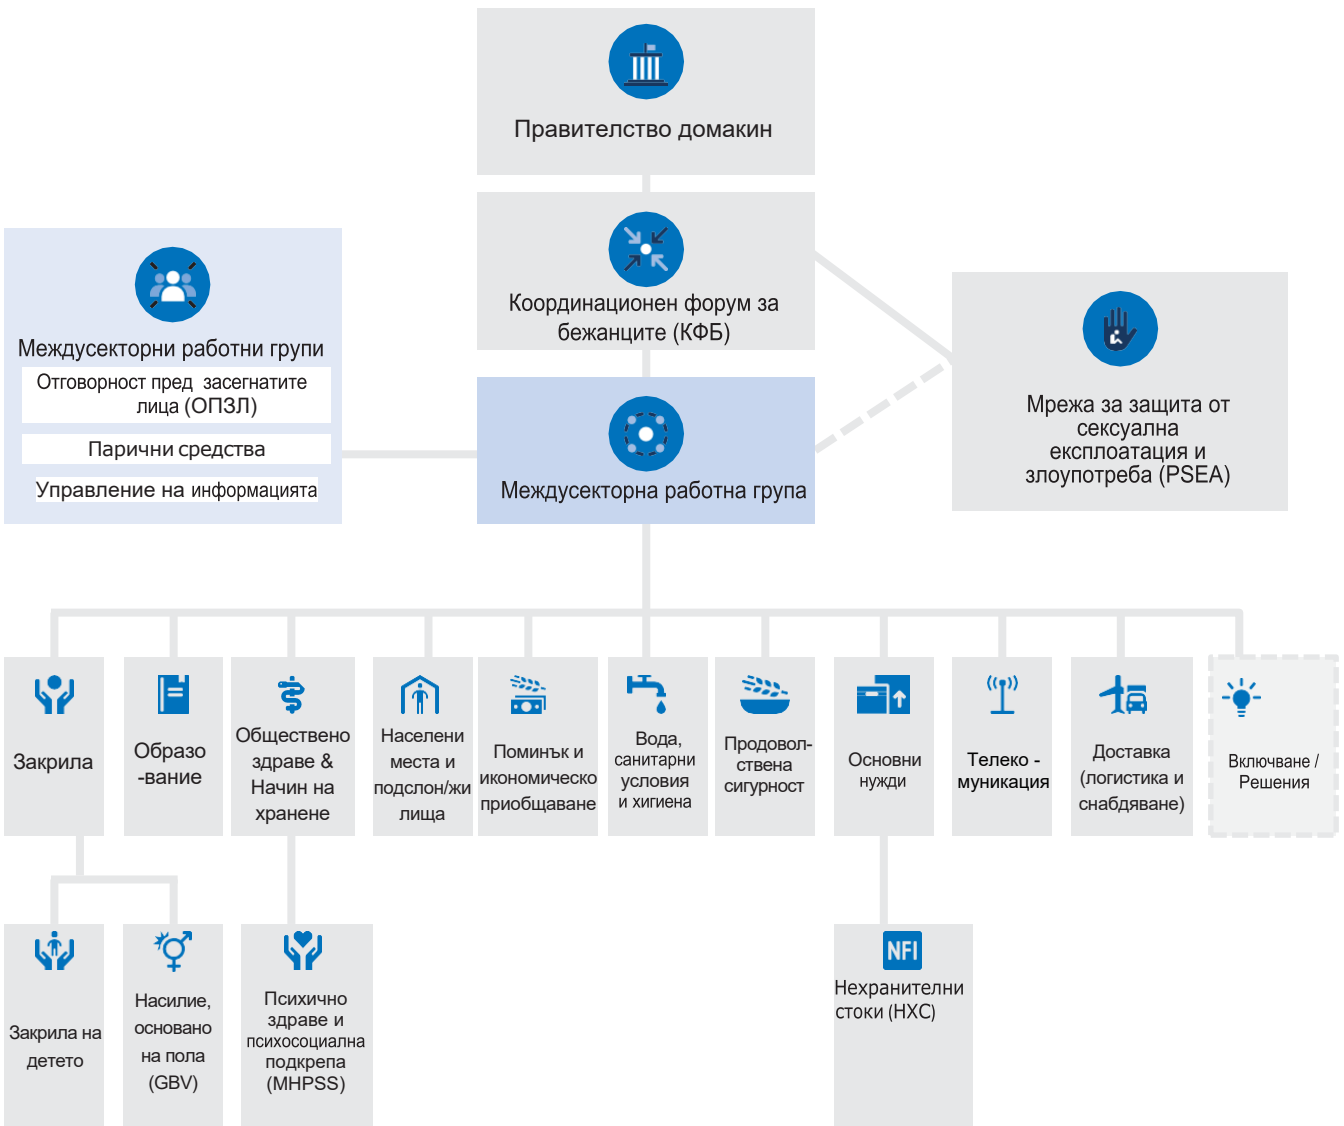 Правителство домакин
Координационен форум за
бежанците (КФБ)
Междусекторни работни групи
Отговорност пред засегнатите
лица (ОПЗЛ)
Парични средства
Управление на информацията
Междусекторна работна група
Мрежа за защита от
сексуална
експлоатация и
злоупотреба (PSEA)
Закрила
Образо
-вание
Обществено
здраве &
Начин на
хранене
Населени
места и
подслон/жи
лища
Поминък и
икономическо
приобщаване
Вода,
санитарни
условия
и хигиена
Продовол-
ствена
сигурност
Основни
нужди
Телеко -
муникация
Доставка
(логистика и
снабдяване)
Включване /
Решения
Закрила на
детето
Насилие,
основано
на пола
(GBV)
Психично
здраве и
психосоциална
подкрепа
(MHPSS)
NFI
Нехранителни
стоки (НХС)